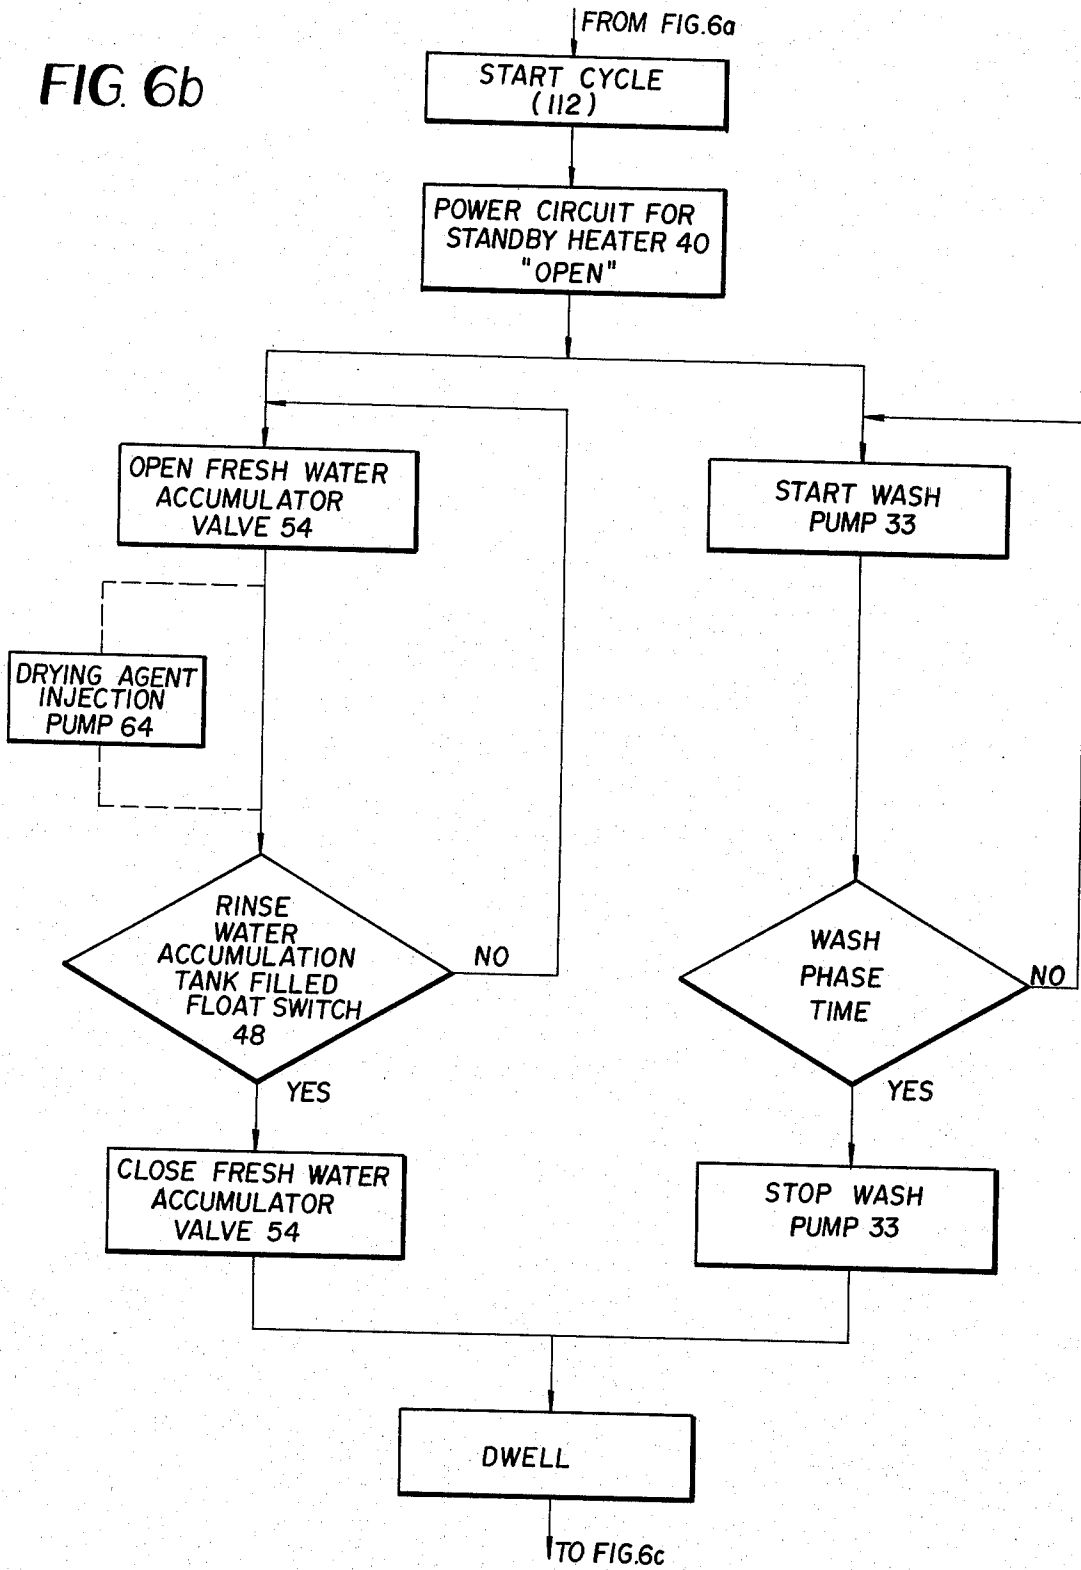 FROM FIG.6a
FIG. 6b
START CYCLE
(112)
POWER CIRCUIT FOR
STANDBY HEATER 40
"OPEN"
OPEN FRESH WATER
ACCUMULATOR
VALVE 54
START WASH
PUMP 33
DRYING AGENT
INJECTION
PUMP 64
RINSE
WATER
ACCUMULATION
TANK FILLED
FLOAT SWITCH
48
NO
WASH
PHASE
TIME
NO
YES
YES
CLOSE FRESH WATER
ACCUMULATOR
VALVE 54
STOP WASH
PUMP 33
DWELL
TO FIG.6c